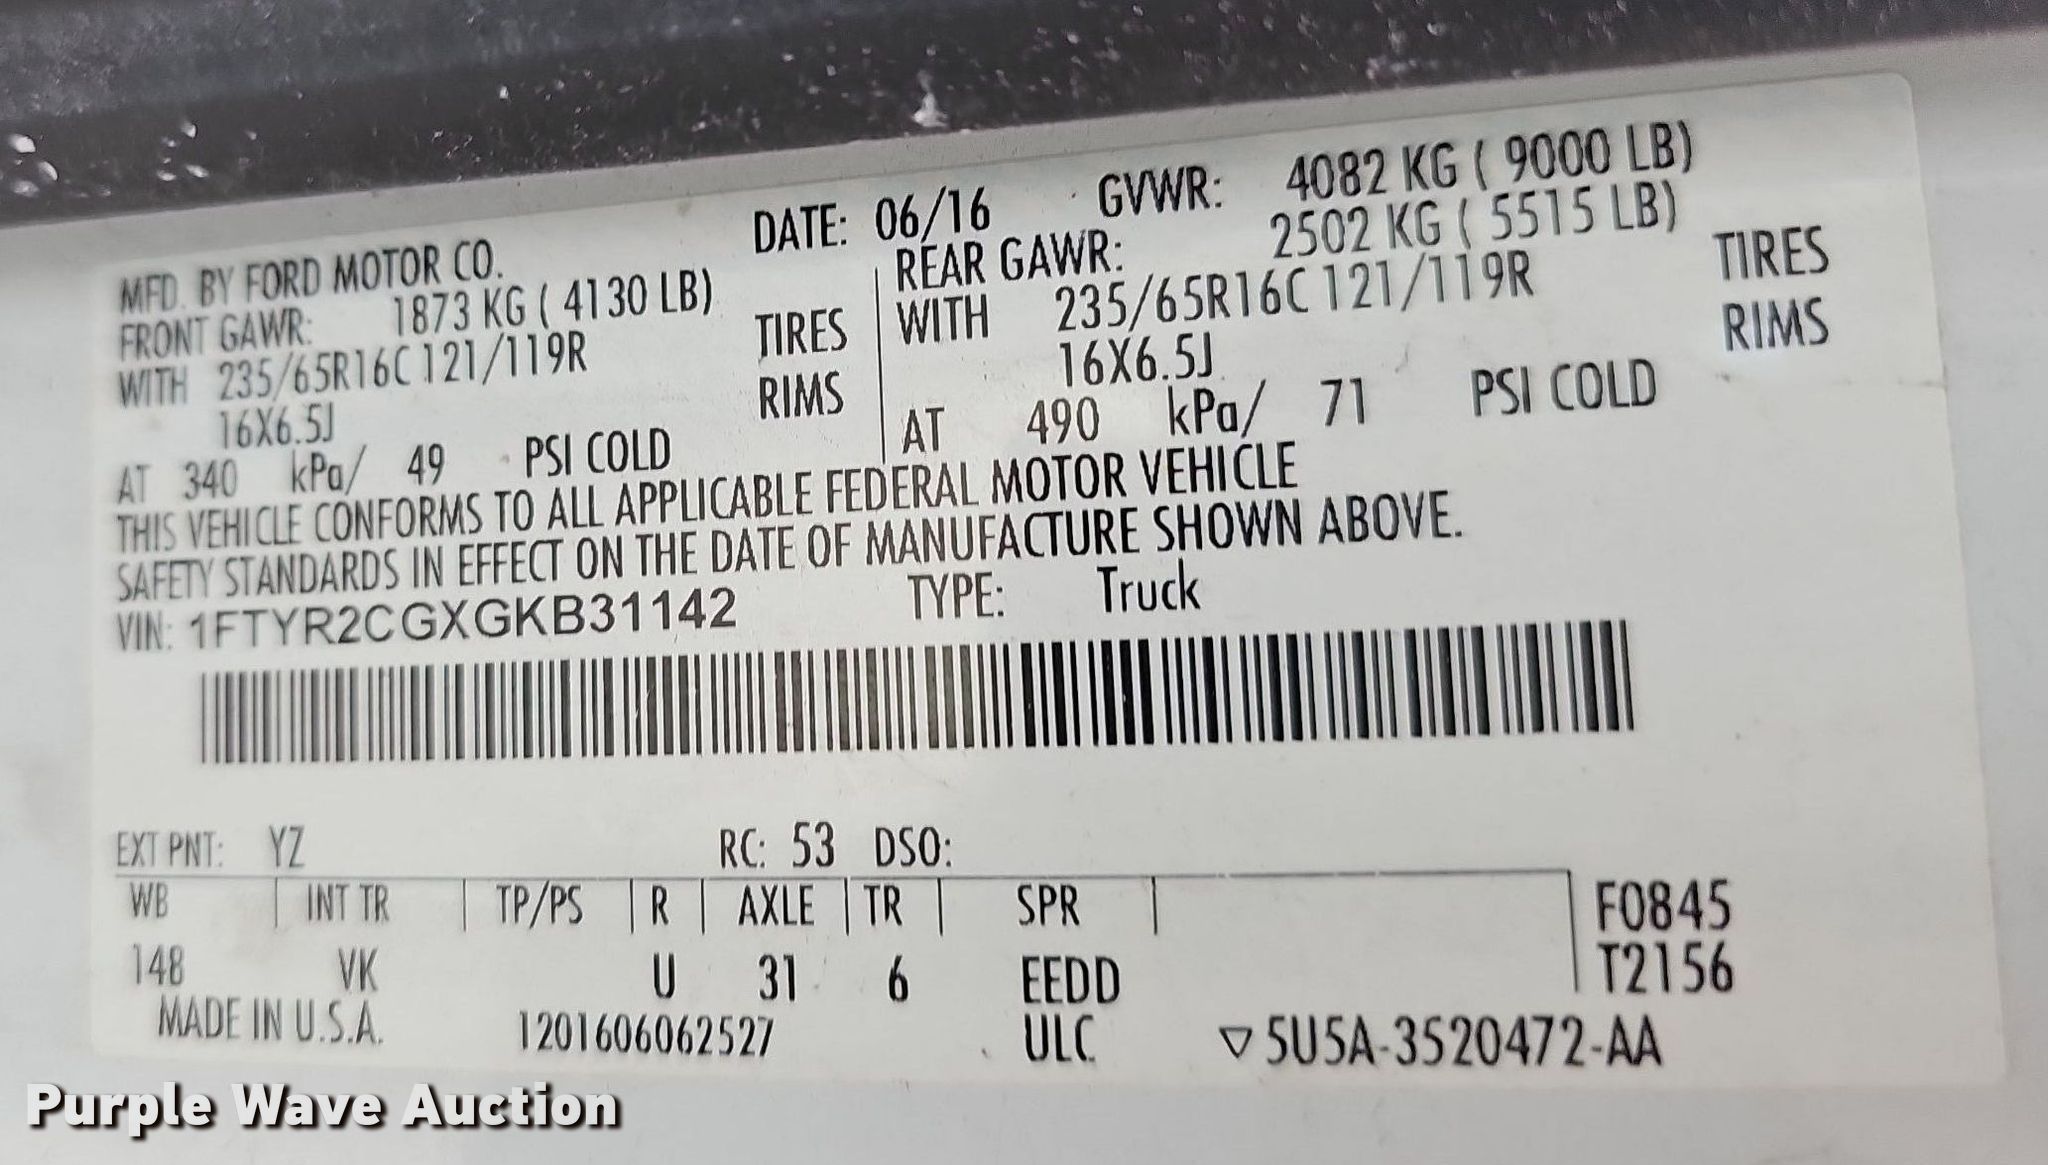 DATE: 06/16 GVWR: 4082 KG ( 9000 LB)
MFD. BY FORD MOTOR CO.
FRONT GAWR: 1873 KG ( 4130 LB)
WITH 235/65R16C 121/119R TIRES
16X6.5J RIMS
AT 340 kPa/ 49 PSI COLD
REAR GAWR: 2502 KG ( 5515 LB)
WITH 235/65R16C 121/119R TIRES
16X6.5J RIMS
AT 490 kPa/ 71 PSI COLD
THIS VEHICLE CONFORMS TO ALL APPLICABLE FEDERAL MOTOR VEHICLE
SAFETY STANDARDS IN EFFECT ON THE DATE OF MANUFACTURE SHOWN ABOVE.
VIN: 1FTYR2CGXGKB31142 TYPE: Truck
EXT PNT: YZ RC: 53 DSO:
WB INT TR TP/PS R AXLE TR SPR F0845
148 VK U 31 6 EEDD T2156
MADE IN U.S.A. 1201606062527 ULC ▽5U5A-3520472-AA
Purple Wave Auction